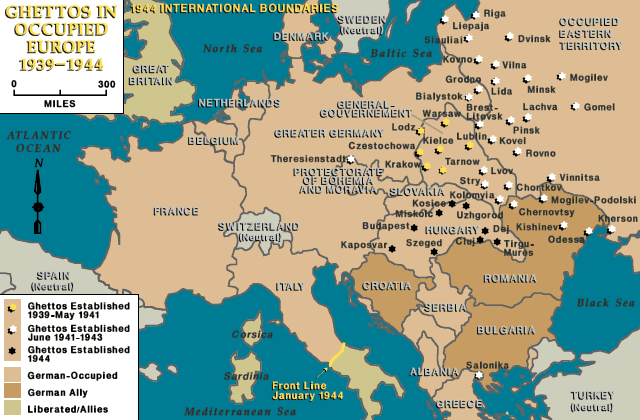 GHETTOS IN
OCCUPIED
EUROPE
1939–1944
0 300
MILES
1944 INTERNATIONAL BOUNDARIES
North Sea
DENMARK
SWEDEN
(Neutral)
Baltic Sea
Riga
Liepaja
Siauliai
Dvinsk
OCCUPIED
EASTERN
TERRITORY
Kovno
Vilna
GREAT
BRITAIN
Grodno
Lida
Minsk
Mogilev
Bialystok
NETHERLANDS
GENERAL-
GOUVERNEMENT
Warsaw
Brest-
Litovsk
Lachva
Gomel
Pinsk
ATLANTIC
OCEAN
BELGIUM
GREATER GERMANY
Lodz
Kielce
Lublin
Kovel
Czestochowa
Rovno
Theresienstadt
Krakow
Tarnow
Lvov
PROTECTORATE
OF BOHEMIA
AND MORAVIA
Stry
Vinnitsa
Chortkov
N
SLOVAKIA
Kolomyia
Mogilev-Podolski
Kosice
Miskolc
Uzhgorod
Chernovtsy
Kherson
FRANCE
SWITZERLAND
(Neutral)
Budapest
HUNGARY
Dej
Kishinev
Odessa
Kaposvar
Szeged
Cluj
Tirgu-
Mures
SPAIN
(Neutral)
ITALY
CROATIA
ROMANIA
SERBIA
Black Sea
Ghettos Established
1939-May 1941
Ghettos Established
June 1941-1943
Ghettos Established
1944
German-Occupied
German Ally
Liberated/Allies
Corsica
BULGARIA
Sardinia
ALBANIA
Salonika
Front Line
January 1944
TURKEY
(Neutral)
Mediterranean Sea
GREECE